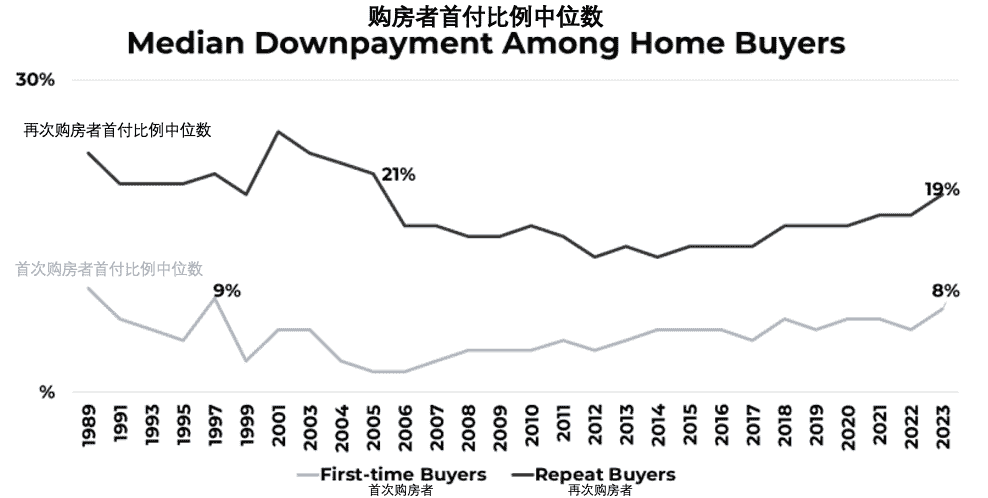 购房者首付比例中位数
Median Downpayment Among Home Buyers
30%
再次购房者首付比例中位数
21%
19%
首次购房者首付比例中位数
9%
8%
%
1989 1991 1993 1995 1997 1999 2001 2003 2004 2005 2006 2007 2008 2009 2010 2011 2012 2013 2014 2015 2016 2017 2018 2019 2020 2021 2022 2023
First-time Buyers Repeat Buyers
首次购房者 再次购房者